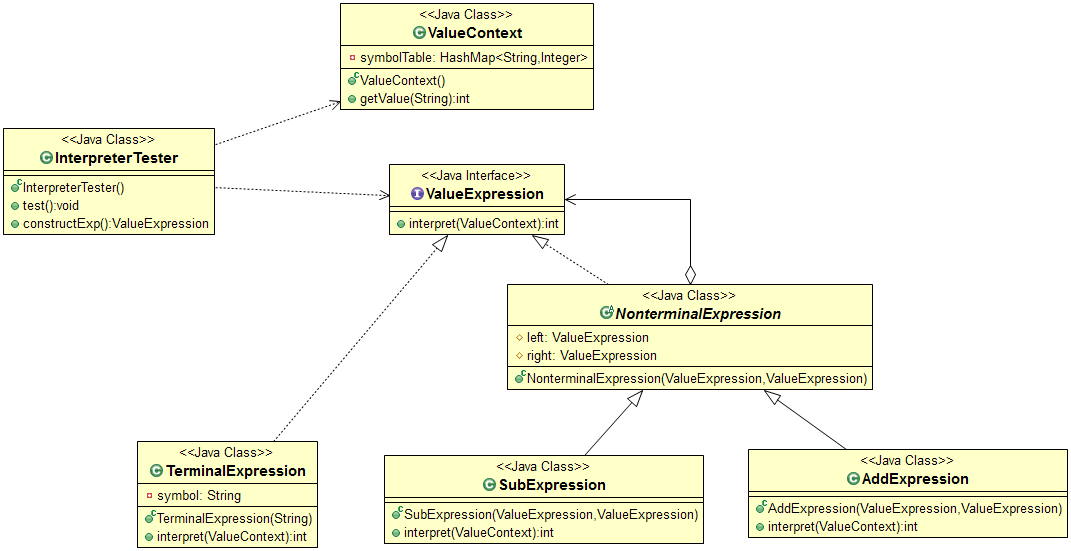 <<Java Class>>
ValueContext
symbolTable: HashMap<String,Integer>
ValueContext()
getValue(String):int
<<Java Class>>
InterpreterTester
InterpreterTester()
test():void
constructExp():ValueExpression
<<Java Interface>>
ValueExpression
interpret(ValueContext):int
<<Java Class>>
NonterminalExpression
left: ValueExpression
right: ValueExpression
NonterminalExpression(ValueExpression,ValueExpression)
<<Java Class>>
TerminalExpression
symbol: String
TerminalExpression(String)
interpret(ValueContext):int
<<Java Class>>
SubExpression
SubExpression(ValueExpression,ValueExpression)
interpret(ValueContext):int
<<Java Class>>
AddExpression
AddExpression(ValueExpression,ValueExpression)
interpret(ValueContext):int